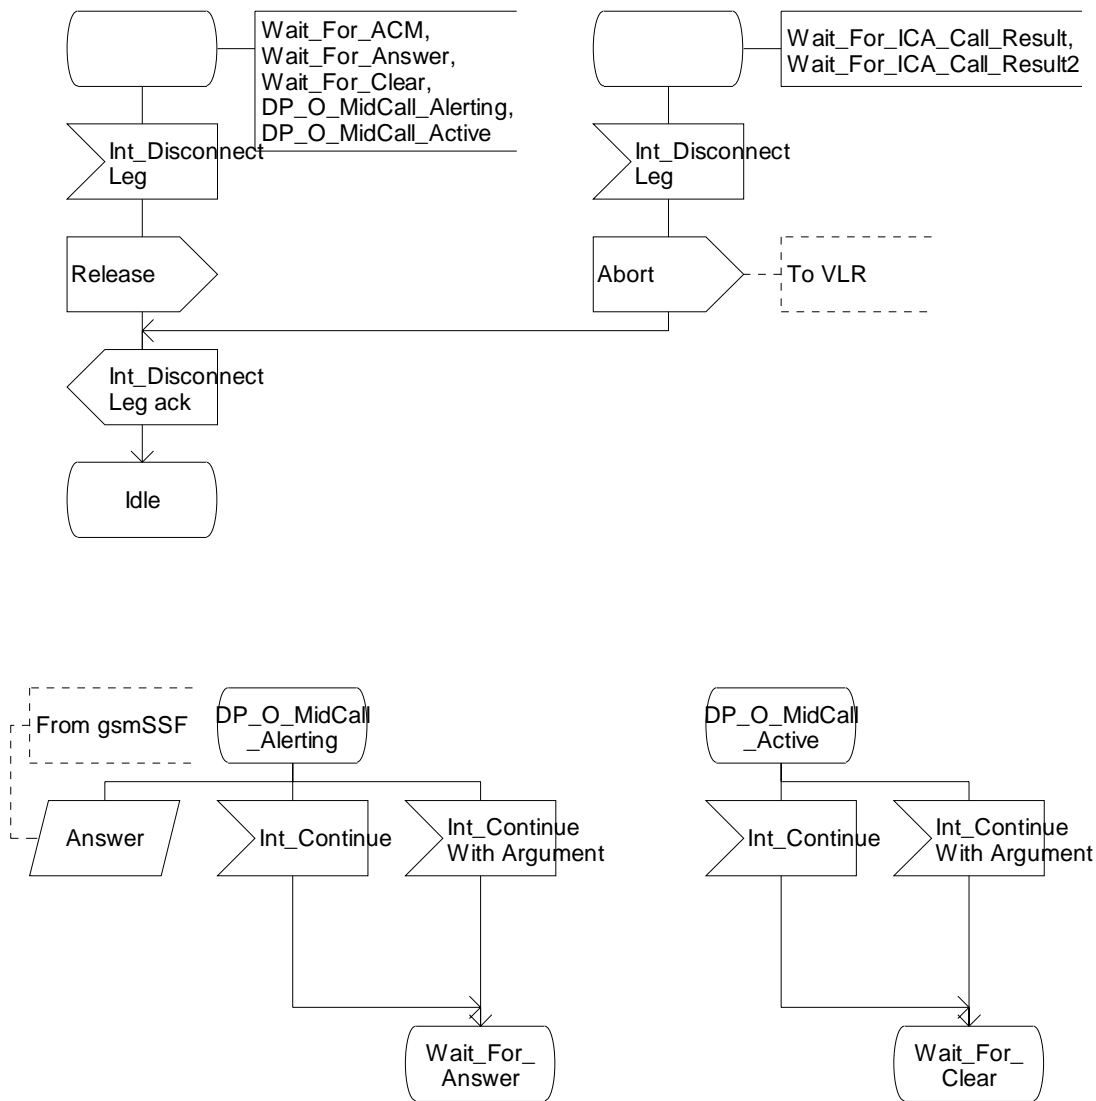 Wait_For_ACM,
Wait_For_Answer,
Wait_For_Clear,
DP_O_MidCall_Alerting,
DP_O_MidCall_Active
Wait_For_ICA_Call_Result,
Wait_For_ICA_Call_Result2
Int_Disconnect
Leg
Int_Disconnect
Leg
Release
Abort
To VLR
Int_Disconnect
Leg ack
Idle
From gsmSSF
DP_O_MidCall
_Alerting
DP_O_MidCall
_Active
Answer
Int_Continue
Int_Continue
With Argument
Int_Continue
Int_Continue
With Argument
Wait_For_
Answer
Wait_For_
Clear